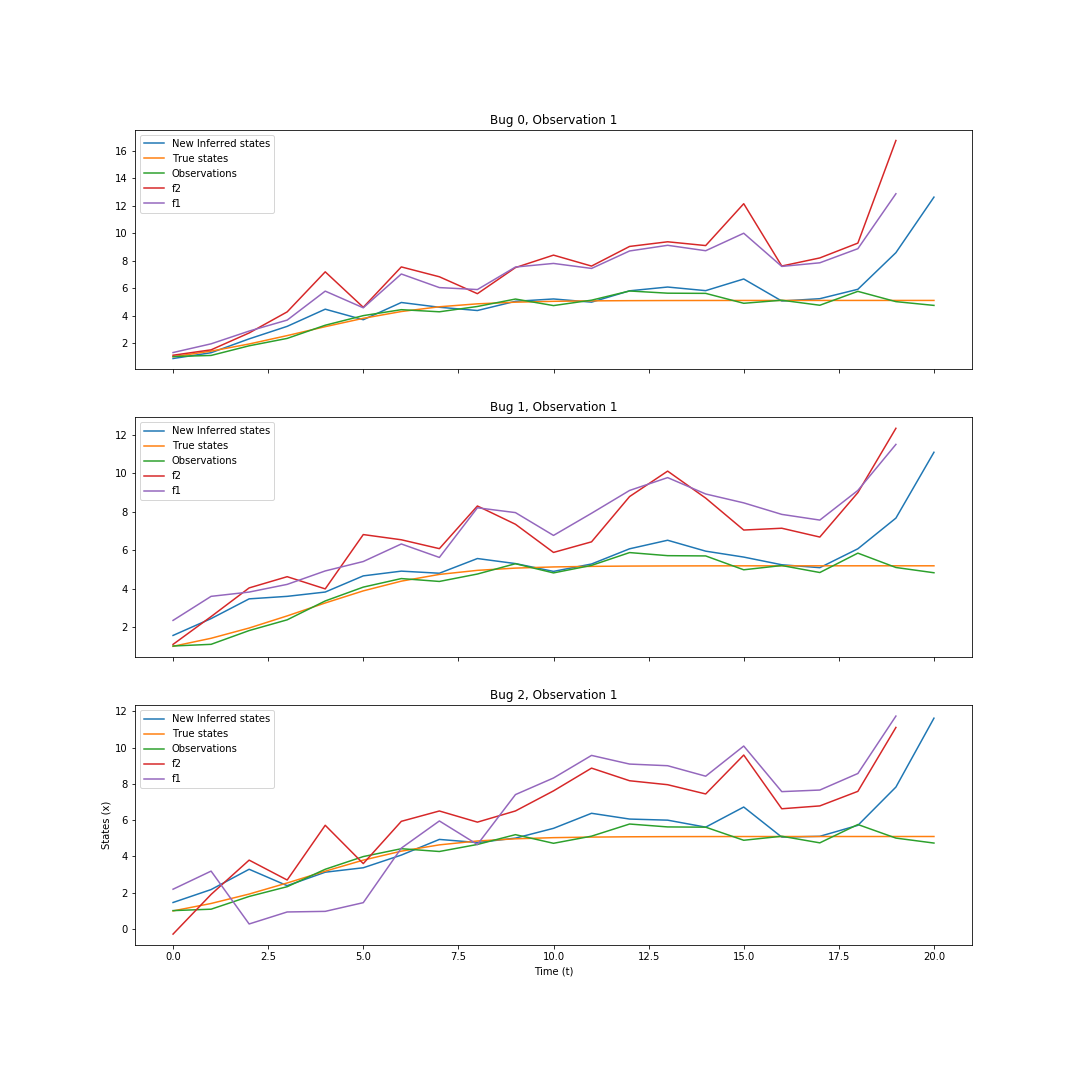 Bug 0, Observation 1
New Inferred states
True states
Observations
f2
f1
16
14
12
10
8
6
4
2
Bug 1, Observation 1
New Inferred states
True states
Observations
f2
f1
12
10
8
6
4
2
Bug 2, Observation 1
New Inferred states
True states
Observations
f2
f1
12
10
8
6
4
2
0
States (x)
0.0 2.5 5.0 7.5 10.0 12.5 15.0 17.5 20.0
Time (t)